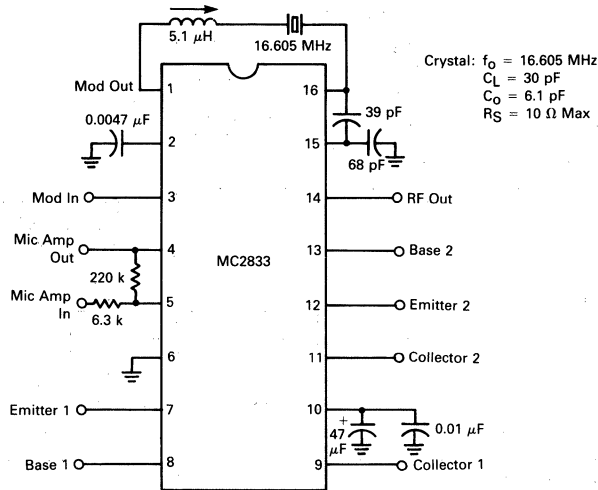 5.1 μH
16.605 MHz
Crystal: fo = 16.605 MHz
CL = 30 pF
Co = 6.1 pF
RS = 10 Ω Max
Mod Out
1
16
0.0047 μF
39 pF
2
15
68 pF
Mod In
3
14
RF Out
Mic Amp
Out
4
13
Base 2
220 k
MC2833
Mic Amp
In
5
12
Emitter 2
6.3 k
6
11
Collector 2
Emitter 1
7
10
+
47
μF
0.01 μF
Base 1
8
9
Collector 1